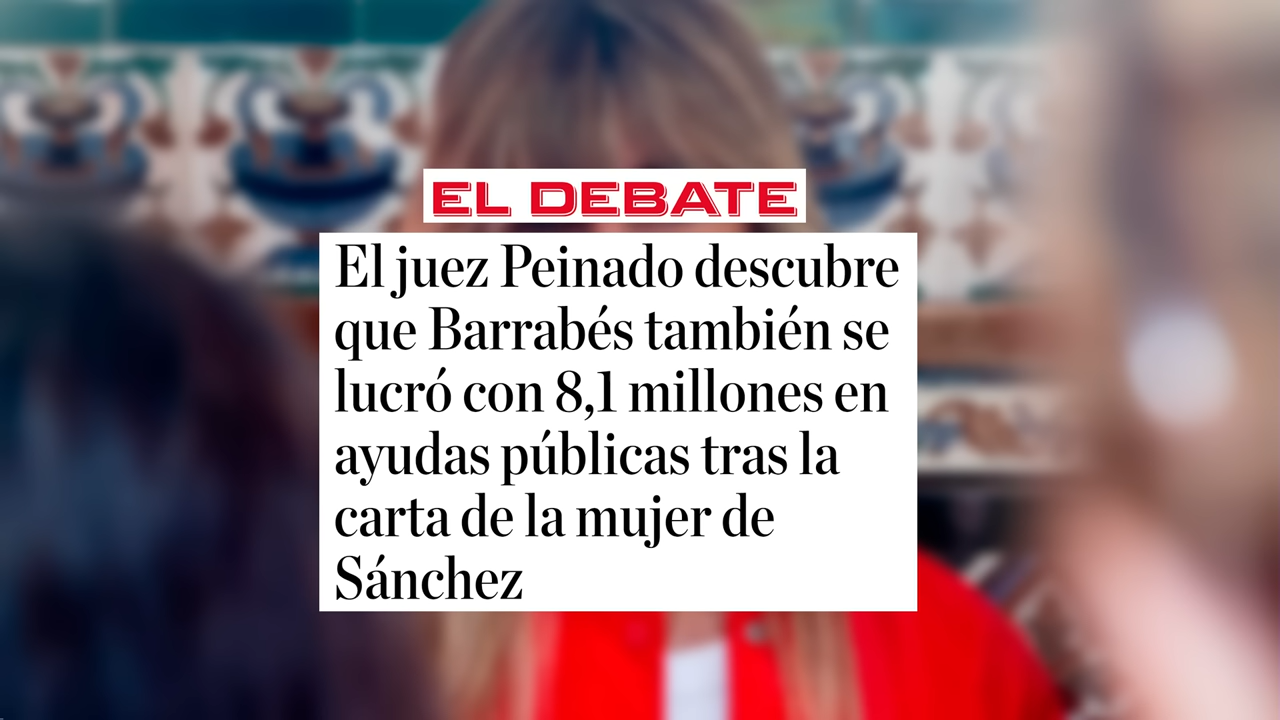 EL DEBATE
El juez Peinado descubre
que Barrabés también se
lucró con 8,1 millones en
ayudas públicas tras la
carta de la mujer de
Sánchez